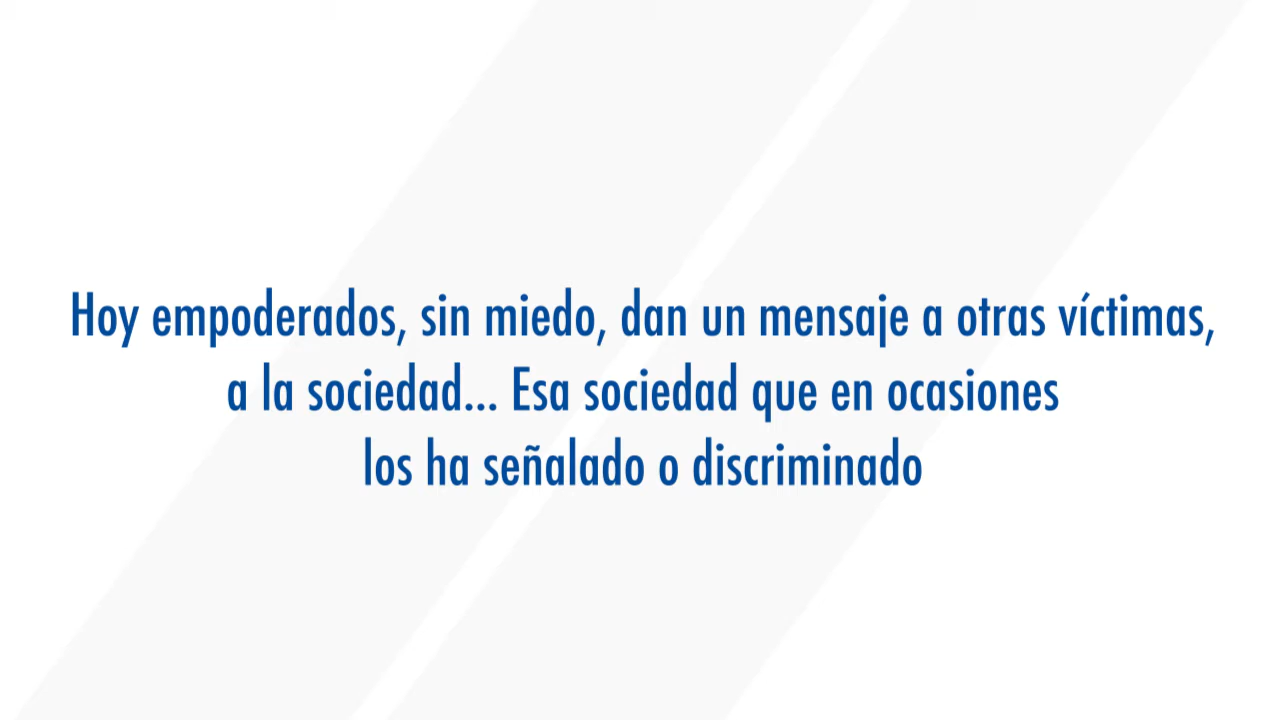 Hoy empoderados, sin miedo, dan un mensaje a otras víctimas,
a la sociedad... Esa sociedad que en ocasiones
los ha señalado o discriminado